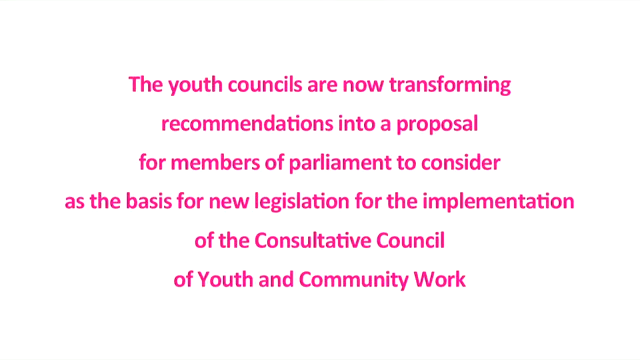 The youth councils are now transforming
recommendations into a proposal
for members of parliament to consider
as the basis for new legislation for the implementation
of the Consultative Council
of Youth and Community Work